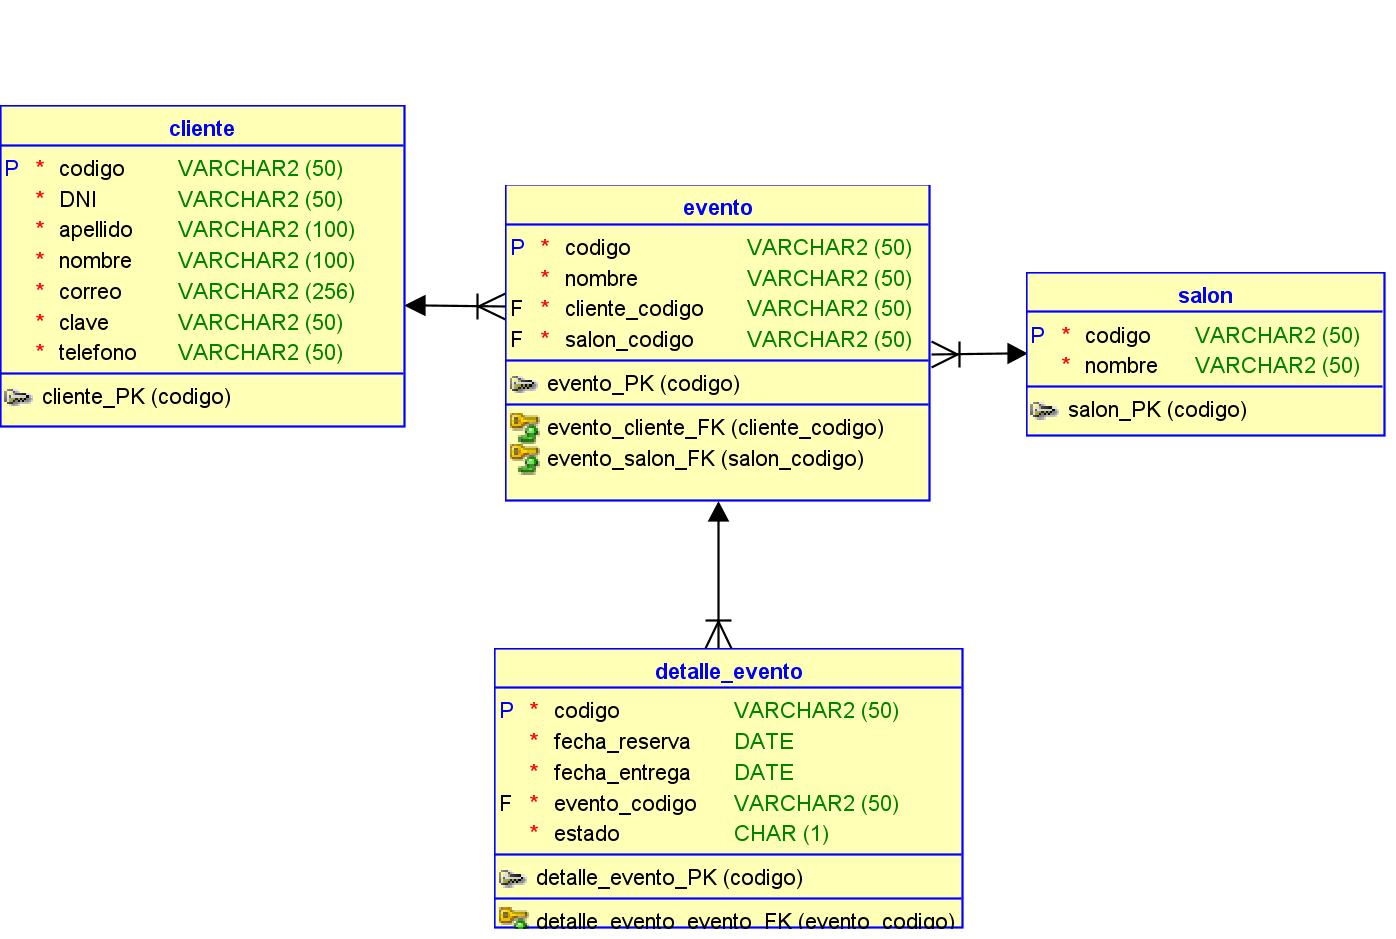 cliente
P * codigo VARCHAR2 (50)
* DNI VARCHAR2 (50)
* apellido VARCHAR2 (100)
* nombre VARCHAR2 (100)
* correo VARCHAR2 (256)
* clave VARCHAR2 (50)
* telefono VARCHAR2 (50)
cliente_PK (codigo)
evento
P * codigo VARCHAR2 (50)
* nombre VARCHAR2 (50)
F * cliente_codigo VARCHAR2 (50)
F * salon_codigo VARCHAR2 (50)
evento_PK (codigo)
evento_cliente_FK (cliente_codigo)
evento_salon_FK (salon_codigo)
salon
P * codigo VARCHAR2 (50)
* nombre VARCHAR2 (50)
salon_PK (codigo)
detalle_evento
P * codigo VARCHAR2 (50)
* fecha_reserva DATE
* fecha_entrega DATE
F * evento_codigo VARCHAR2 (50)
* estado CHAR (1)
detalle_evento_PK (codigo)
detalle_evento_evento_FK (evento_codigo)